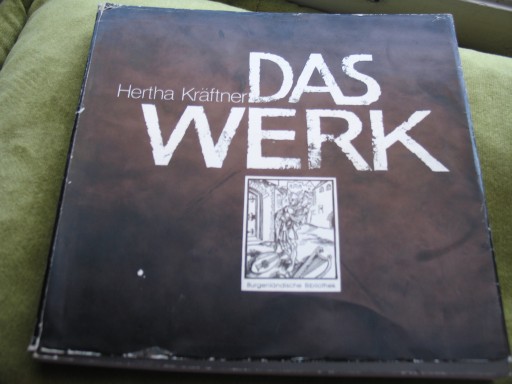 Hertha Kräftner DAS
WERK
Burgenländische Bibliothek